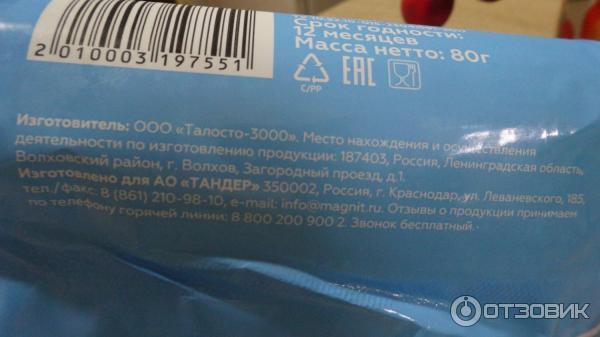 Срок годности:
12 месяцев
Масса нетто: 80г
2 010003 197551
C/PP
EAC
Изготовитель: ООО «Талосто-3000». Место нахождения и осуществления
деятельности по изготовлению продукции: 187403, Россия, Ленинградская область,
Волховский район, г. Волхов, Загородный проезд, д.1.
Изготовлено для АО «ТАНДЕР» 350002, Россия, г. Краснодар, ул. Леваневского, 185,
тел./факс: 8 (861) 210-98-10, e-mail: info@magnit.ru. Отзывы о продукции принимаем
по телефону горячей линии: 8 800 200 900 2. Звонок бесплатный.
ОТЗОВИК